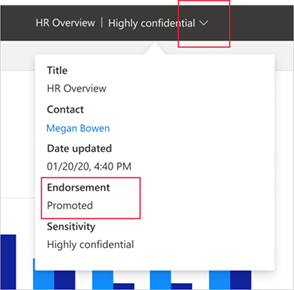 HR Overview | Highly confidential
Title
HR Overview
Contact
Megan Bowen
Date updated
01/20/20, 4:40 PM
Endorsement
Promoted
Sensitivity
Highly confidential